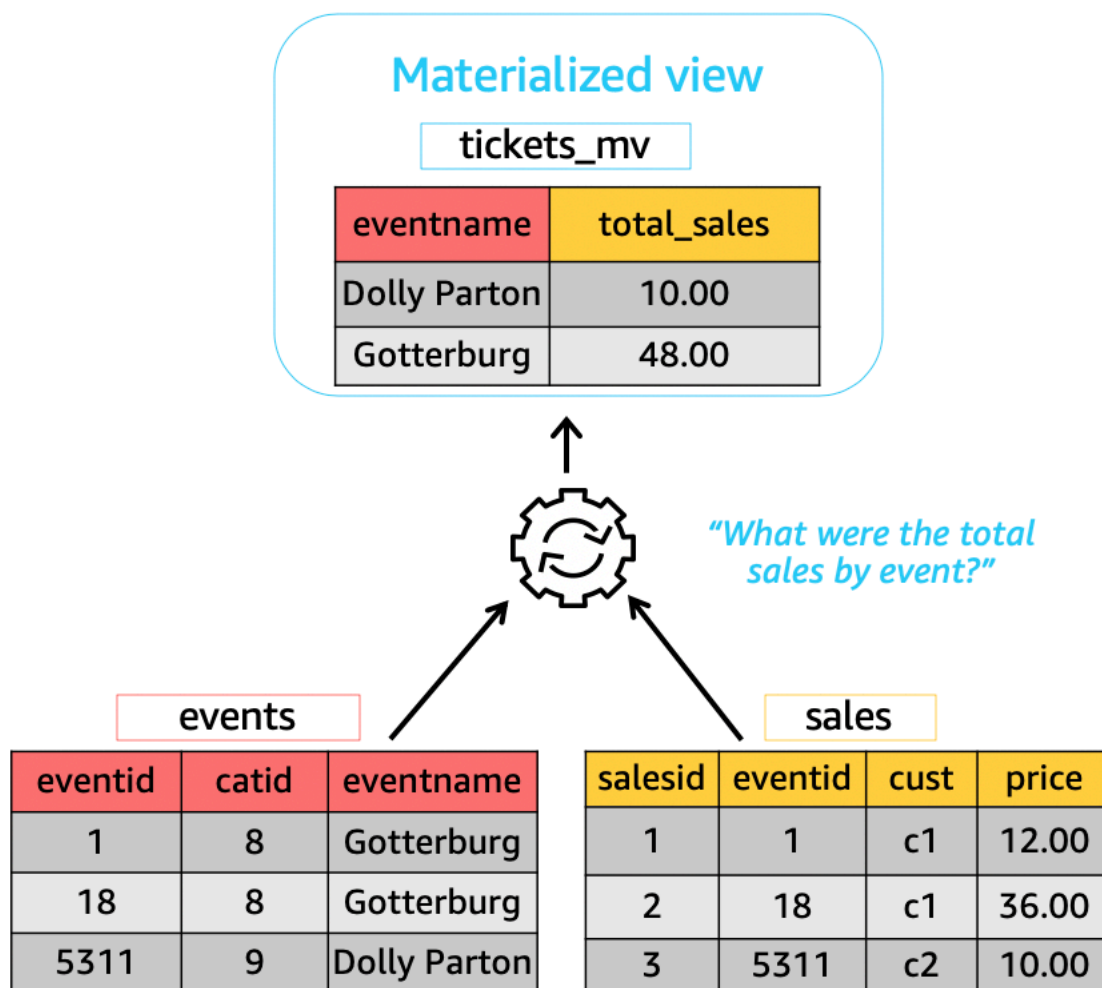 Materialized view
tickets_mv
eventname total_sales
Dolly Parton 10.00
Gotterburg 48.00
“What were the total
sales by event?”
events
eventid catid eventname
1 8 Gotterburg
18 8 Gotterburg
5311 9 Dolly Parton
sales
salesid eventid cust price
1 1 c1 12.00
2 18 c1 36.00
3 5311 c2 10.00